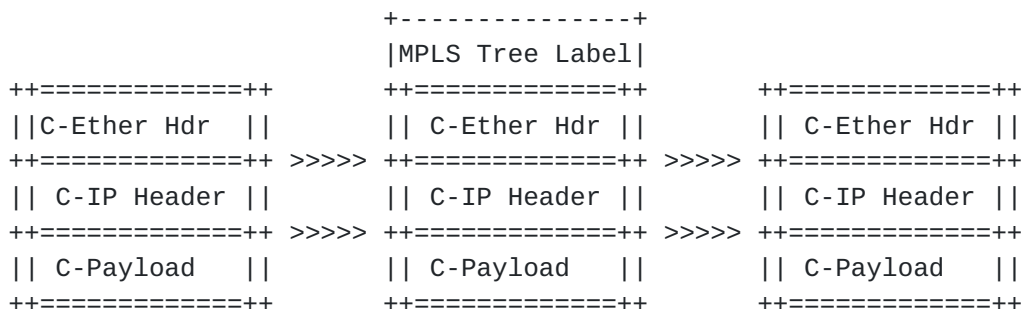 +---------------+
                         |MPLS Tree Label|
++=============++        ++=============++        ++=============++
||C-Ether Hdr  ||        || C-Ether Hdr ||        || C-Ether Hdr ||
++=============++ >>>>> ++=============++ >>>>> ++=============++
|| C-IP Header ||        || C-IP Header ||        || C-IP Header ||
++=============++ >>>>> ++=============++ >>>>> ++=============++
|| C-Payload   ||        || C-Payload   ||        || C-Payload   ||
++=============++        ++=============++        ++=============++